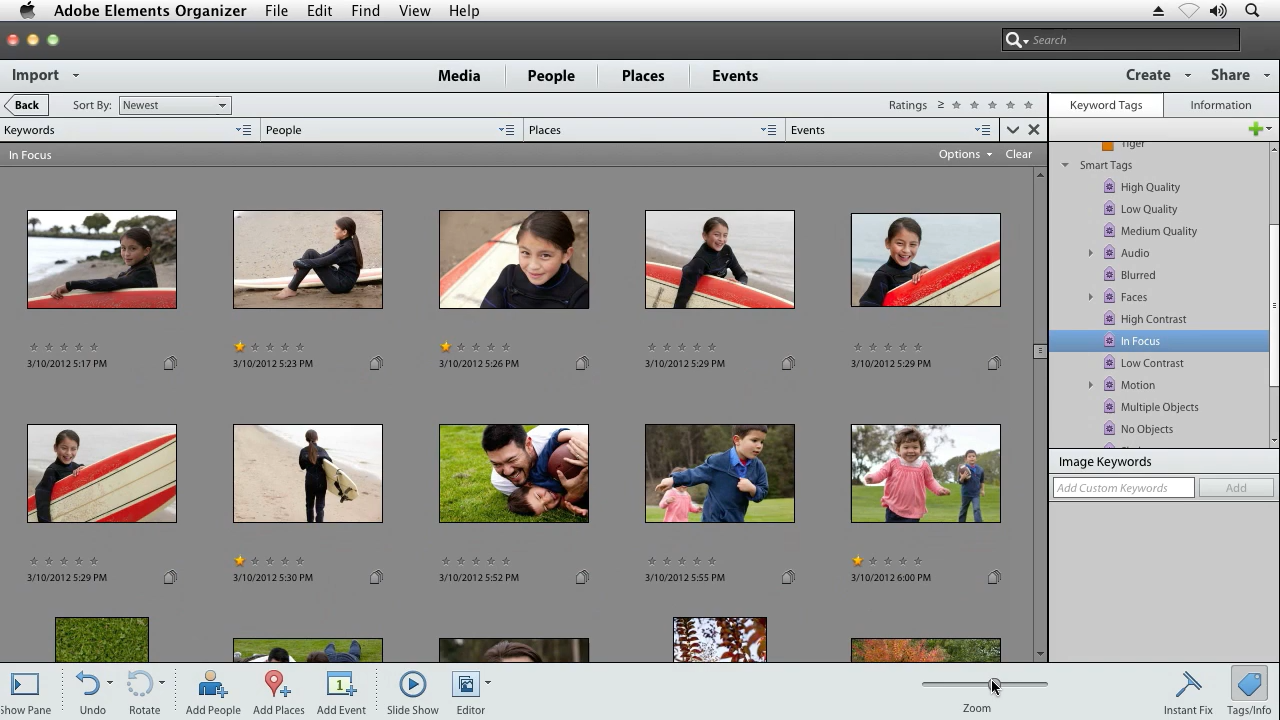 Adobe Elements Organizer File Edit Find View Help
Search
Import Media People Places Events Create Share
Back Sort By: Newest Ratings ≥ Keyword Tags Information
Keywords People Places Events
In Focus Options Clear
Tiger
Smart Tags
High Quality
Low Quality
Medium Quality
Audio
Blurred
Faces
High Contrast
In Focus
Low Contrast
Motion
Multiple Objects
No Objects
3/10/2012 5:17 PM 3/10/2012 5:23 PM 3/10/2012 5:26 PM 3/10/2012 5:29 PM 3/10/2012 5:29 PM
Image Keywords
Add Custom Keywords Add
3/10/2012 5:29 PM 3/10/2012 5:30 PM 3/10/2012 5:52 PM 3/10/2012 5:55 PM 3/10/2012 6:00 PM
1
Show Pane Undo Rotate Add People Add Places Add Event Slide Show Editor Zoom Instant Fix Tags/Info